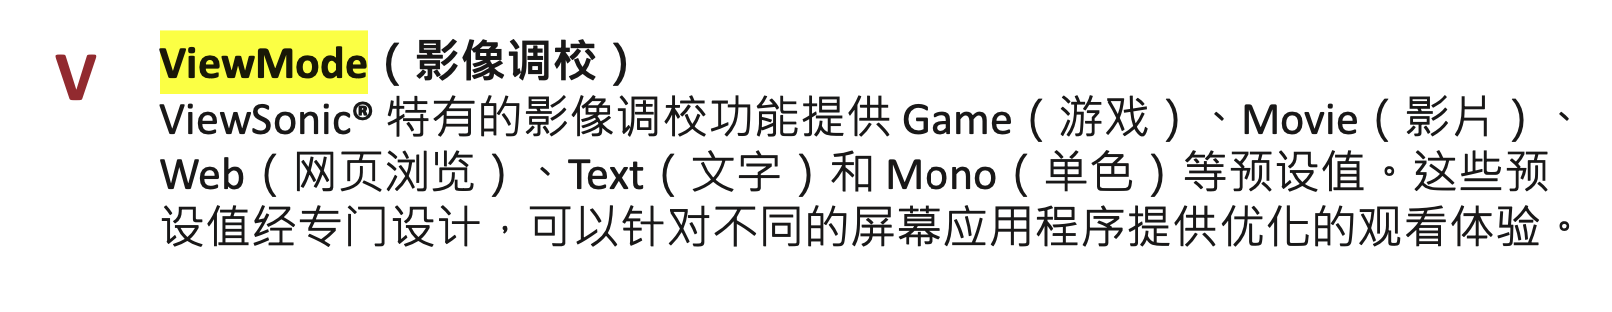 V
ViewMode（影像调校）
ViewSonic® 特有的影像调校功能提供 Game（游戏）、Movie（影片）、
Web（网页浏览）、Text（文字）和 Mono（单色）等预设值。这些预
设值经专门设计，可以针对不同的屏幕应用程序提供优化的观看体验。